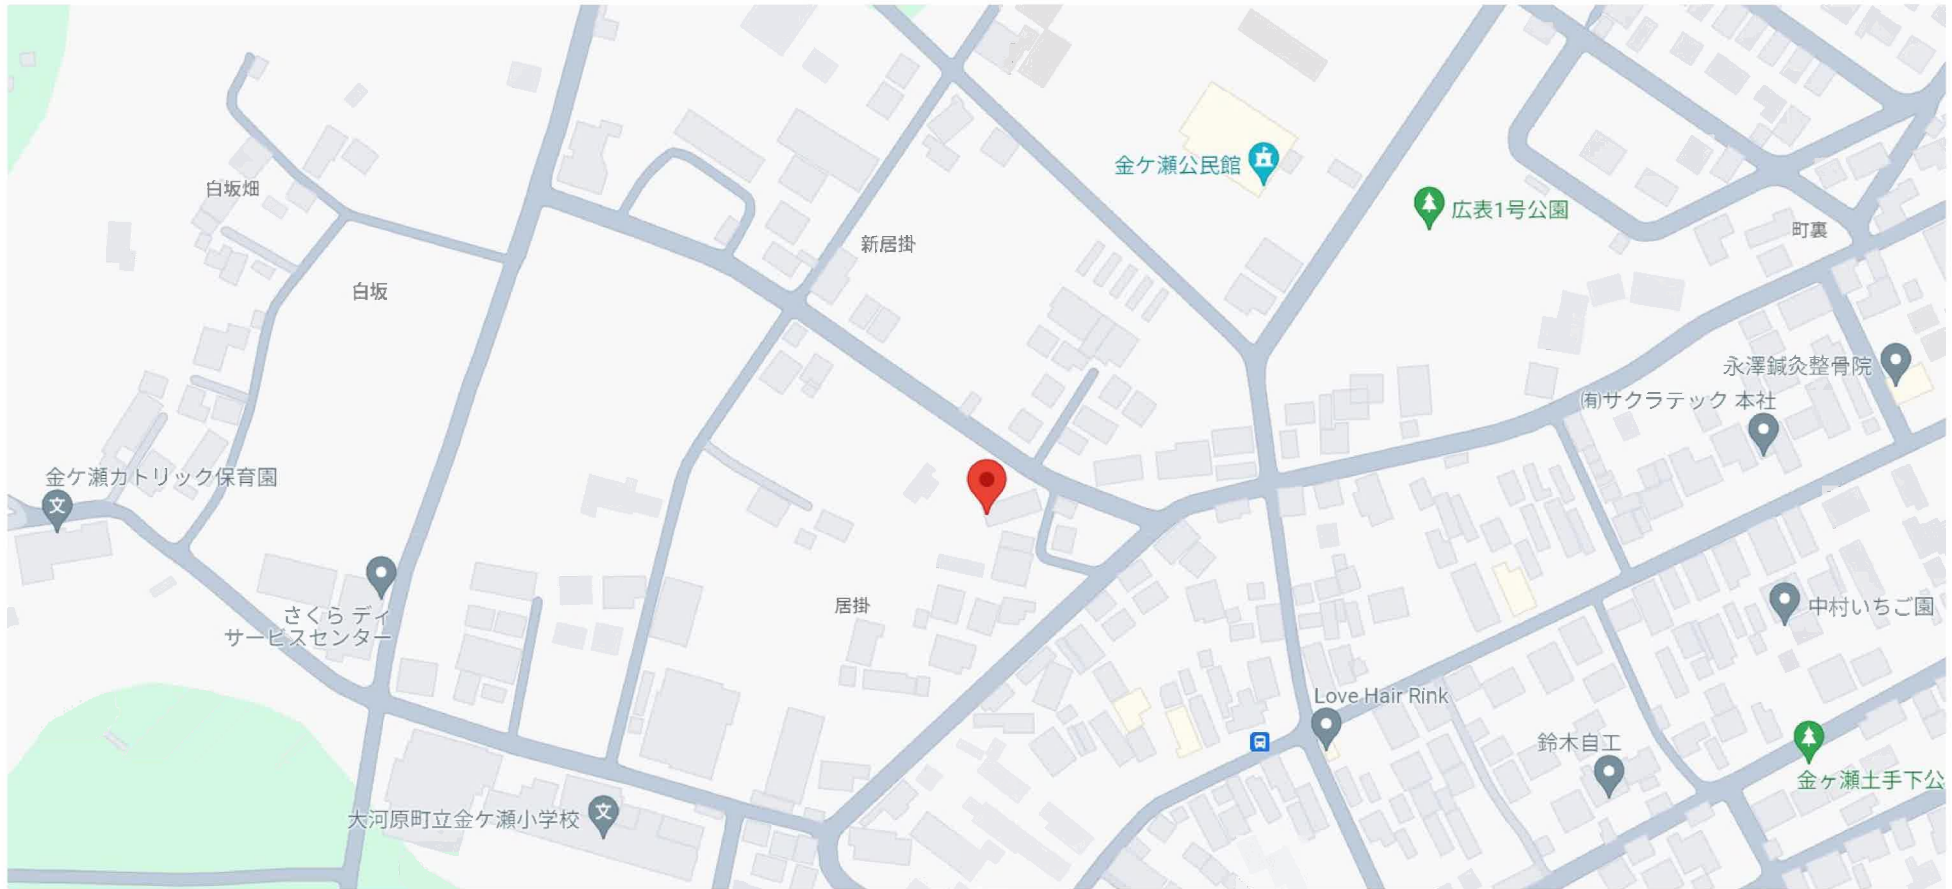 金ケ瀬公民館
白坂畑
広表1号公園
町裏
新居掛
白坂
永澤鍼灸整骨院
㈲サクラテック 本社
金ケ瀬カトリック保育園
文
さくら デイ
サービスセンター
居掛
中村いちご園
Love Hair Rink
鈴木自工
金ヶ瀬土手下公
大河原町立金ケ瀬小学校
文